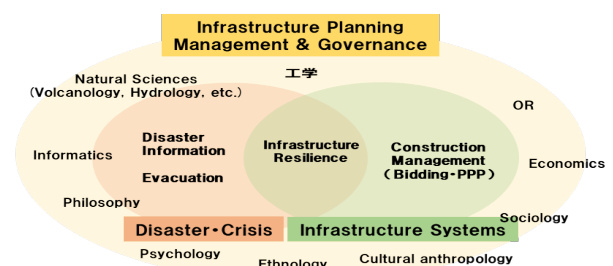 Infrastructure Planning
Management & Governance
工学
Natural Sciences
(Volcanology, Hydrology, etc.)
OR
Disaster
Information
Evacuation
Infrastructure
Resilience
Construction
Management
(Bidding・PPP)
Informatics
Economics
Philosophy
Sociology
Disaster・Crisis
Infrastructure Systems
Psychology
Ethnology
Cultural anthropology